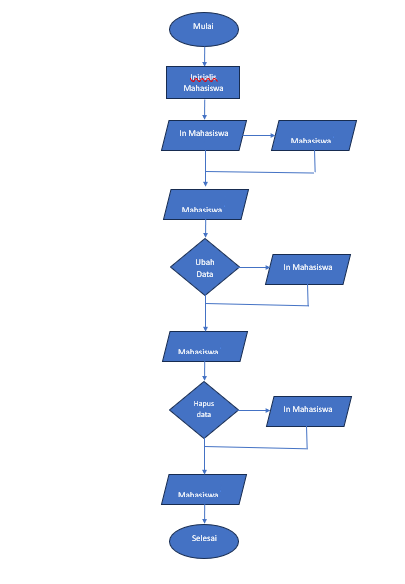 Mulai
Inisialis
Mahasiswa
In Mahasiswa
Mahasiswa
Mahasiswa
Ubah
Data
In Mahasiswa
Mahasiswa
Hapus
data
In Mahasiswa
Mahasiswa
Selesai